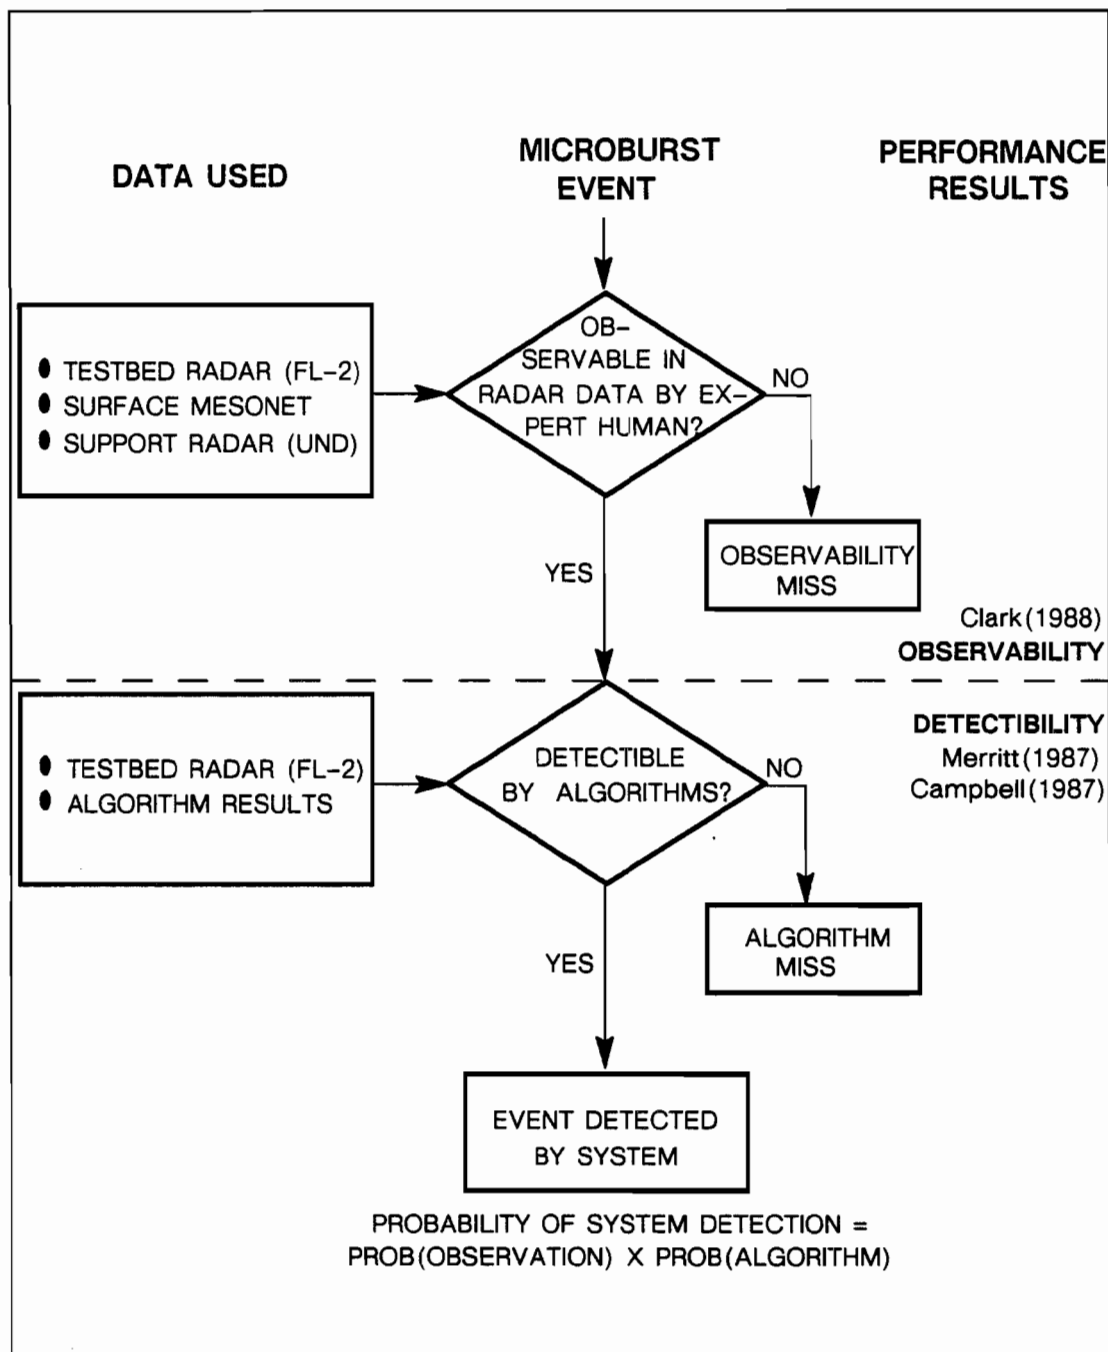 DATA USED
MICROBURST
EVENT
PERFORMANCE
RESULTS
● TESTBED RADAR (FL-2)
● SURFACE MESONET
● SUPPORT RADAR (UND)
OB-
SERVABLE IN
RADAR DATA BY EX-
PERT HUMAN?
NO
OBSERVABILITY
MISS
YES
Clark(1988)
OBSERVABILITY
DETECTIBILITY
Merritt(1987)
Campbell(1987)
● TESTBED RADAR (FL-2)
● ALGORITHM RESULTS
DETECTIBLE
BY ALGORITHMS?
NO
ALGORITHM
MISS
YES
EVENT DETECTED
BY SYSTEM
PROBABILITY OF SYSTEM DETECTION =
PROB(OBSERVATION) X PROB(ALGORITHM)